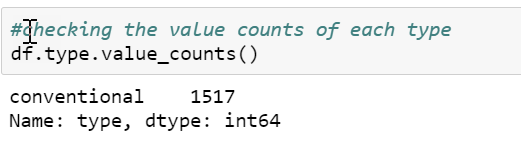 #checking the value counts of each type
df.type.value_counts()
conventional    1517
Name: type, dtype: int64